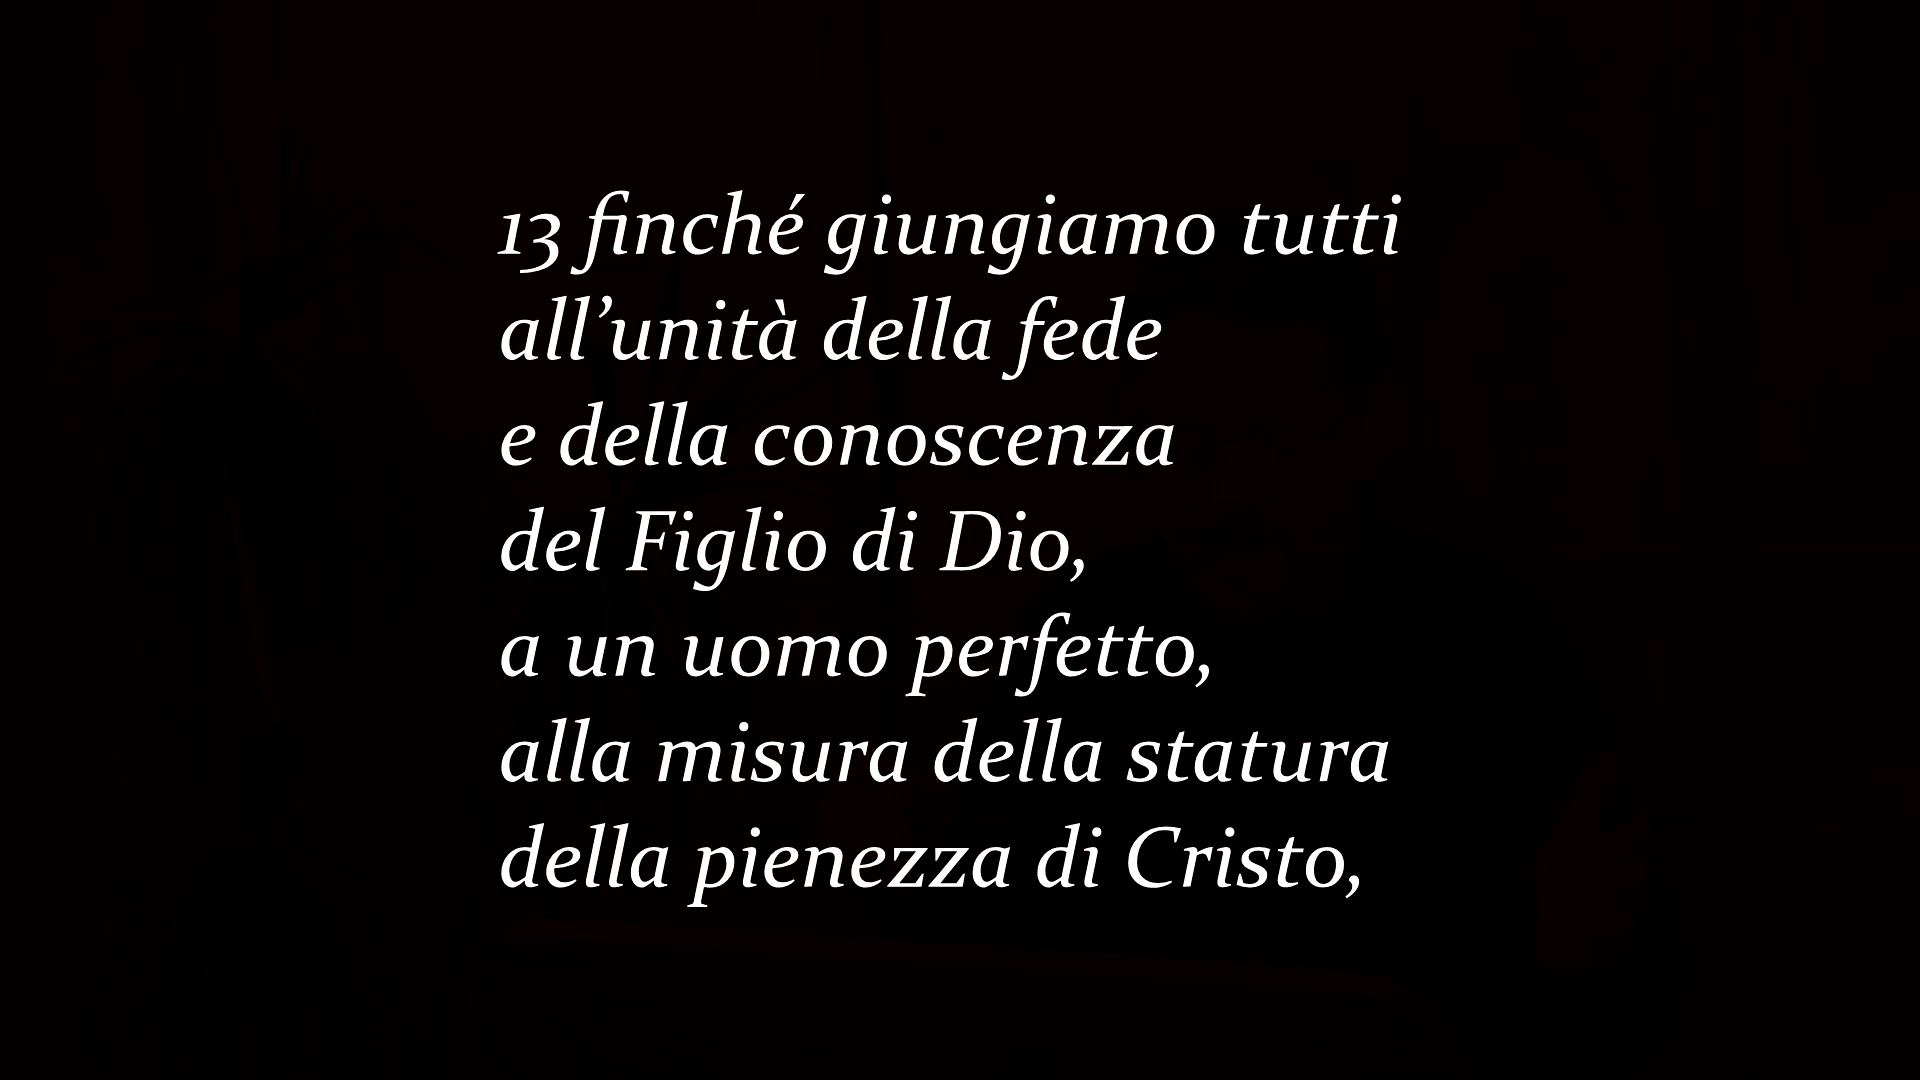 13 finché giungiamo tutti
all’unità della fede
e della conoscenza
del Figlio di Dio,
a un uomo perfetto,
alla misura della statura
della pienezza di Cristo,